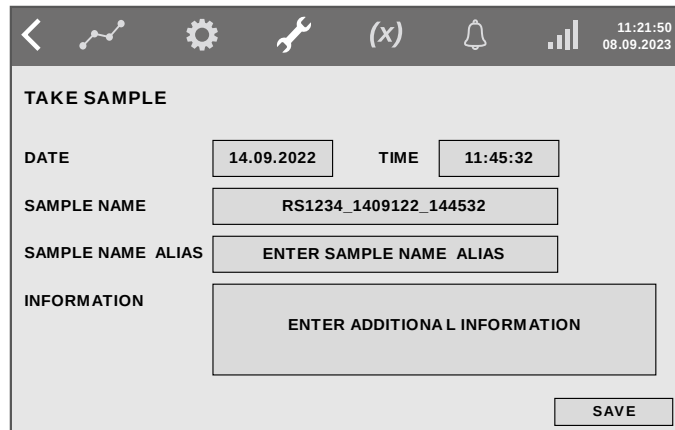 (x)
11:21:50
08.09.2023
TAKE SAMPLE
DATE 14.09.2022 TIME 11:45:32
SAMPLE NAME RS1234_1409122_144532
SAMPLE NAME ALIAS ENTER SAMPLE NAME ALIAS
INFORMATION
ENTER ADDITIONAL INFORMATION
SAVE